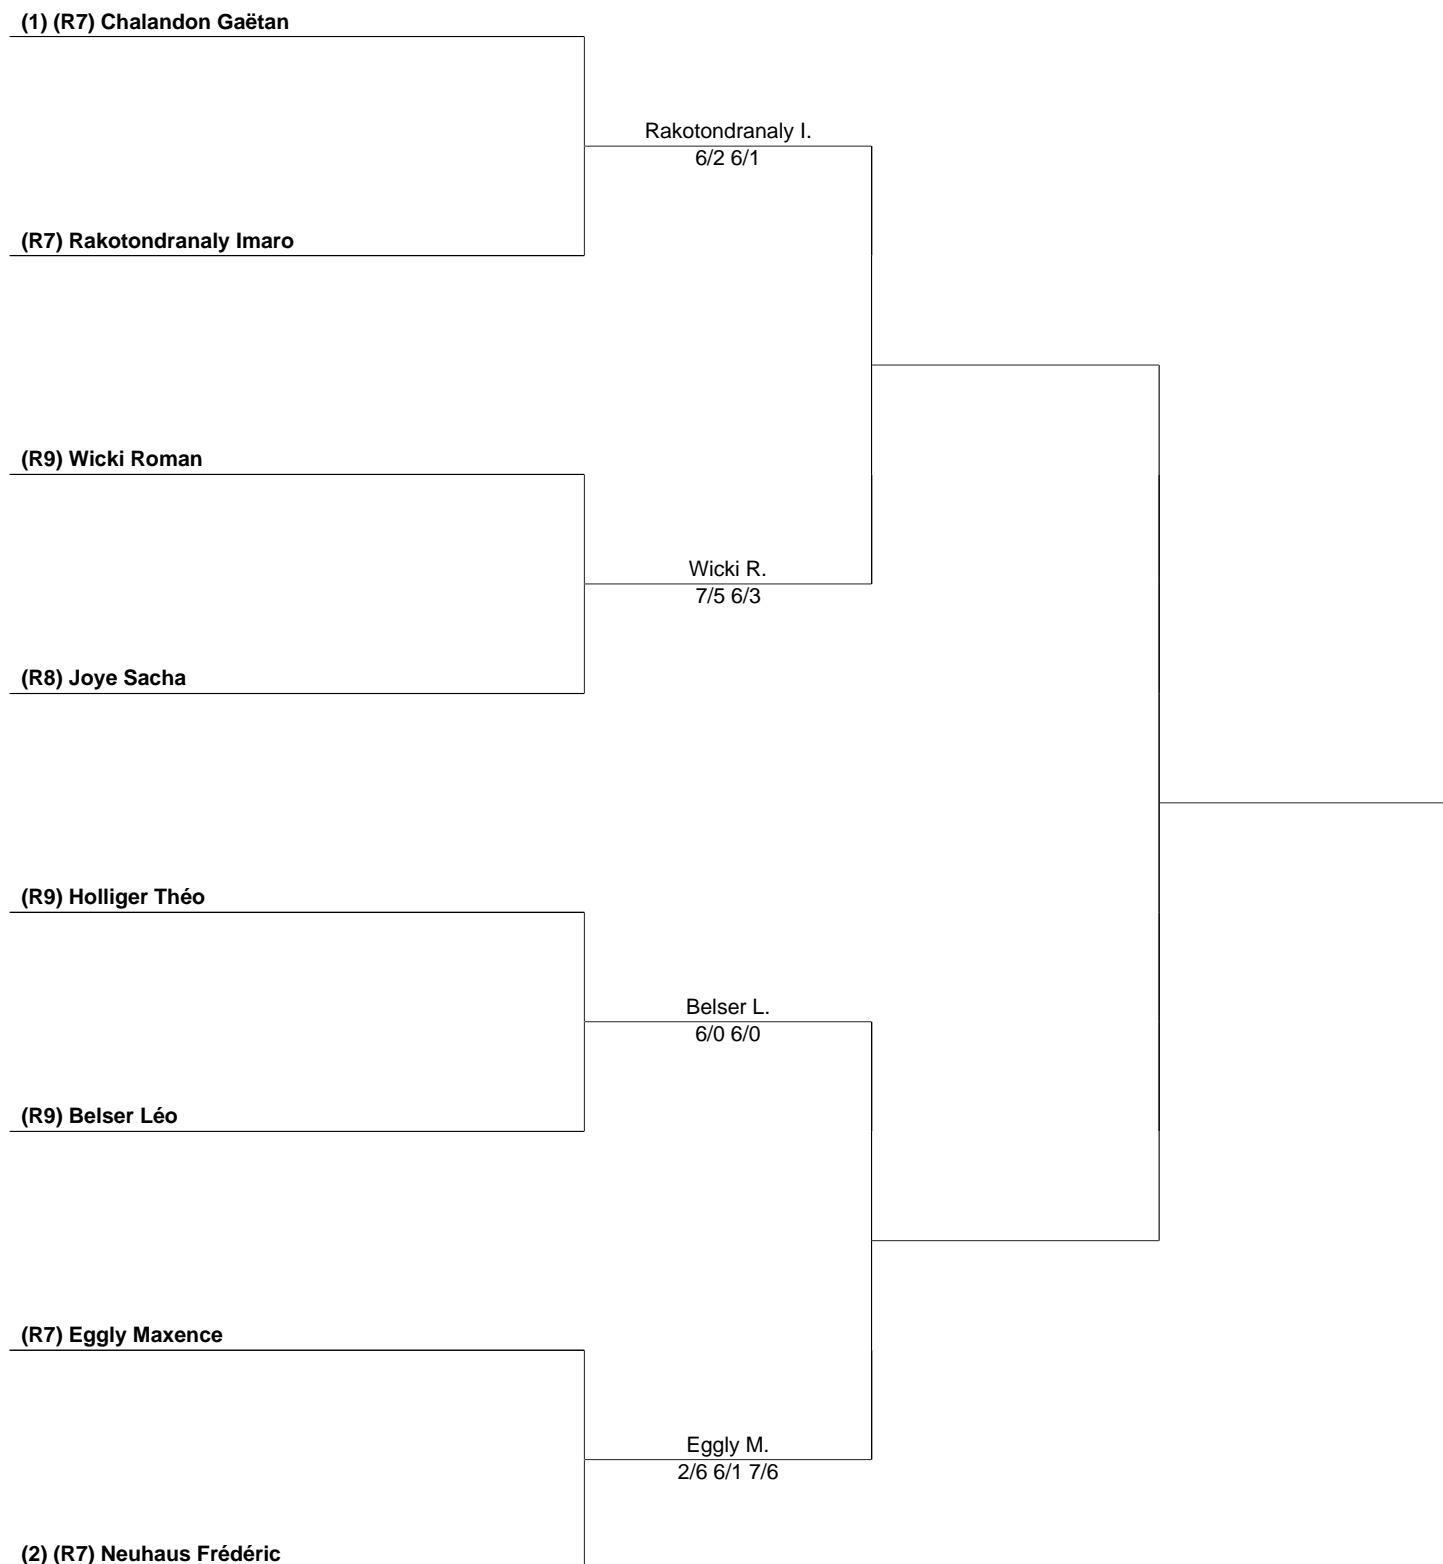 (1) (R7) Chalandon Gaëtan
Rakotondranaly I.
6/2 6/1
(R7) Rakotondranaly Imaro
(R9) Wicki Roman
Wicki R.
7/5 6/3
(R8) Joye Sacha
(R9) Holliger Théo
Belser L.
6/0 6/0
(R9) Belser Léo
(R7) Eggly Maxence
Eggly M.
2/6 6/1 7/6
(2) (R7) Neuhaus Frédéric